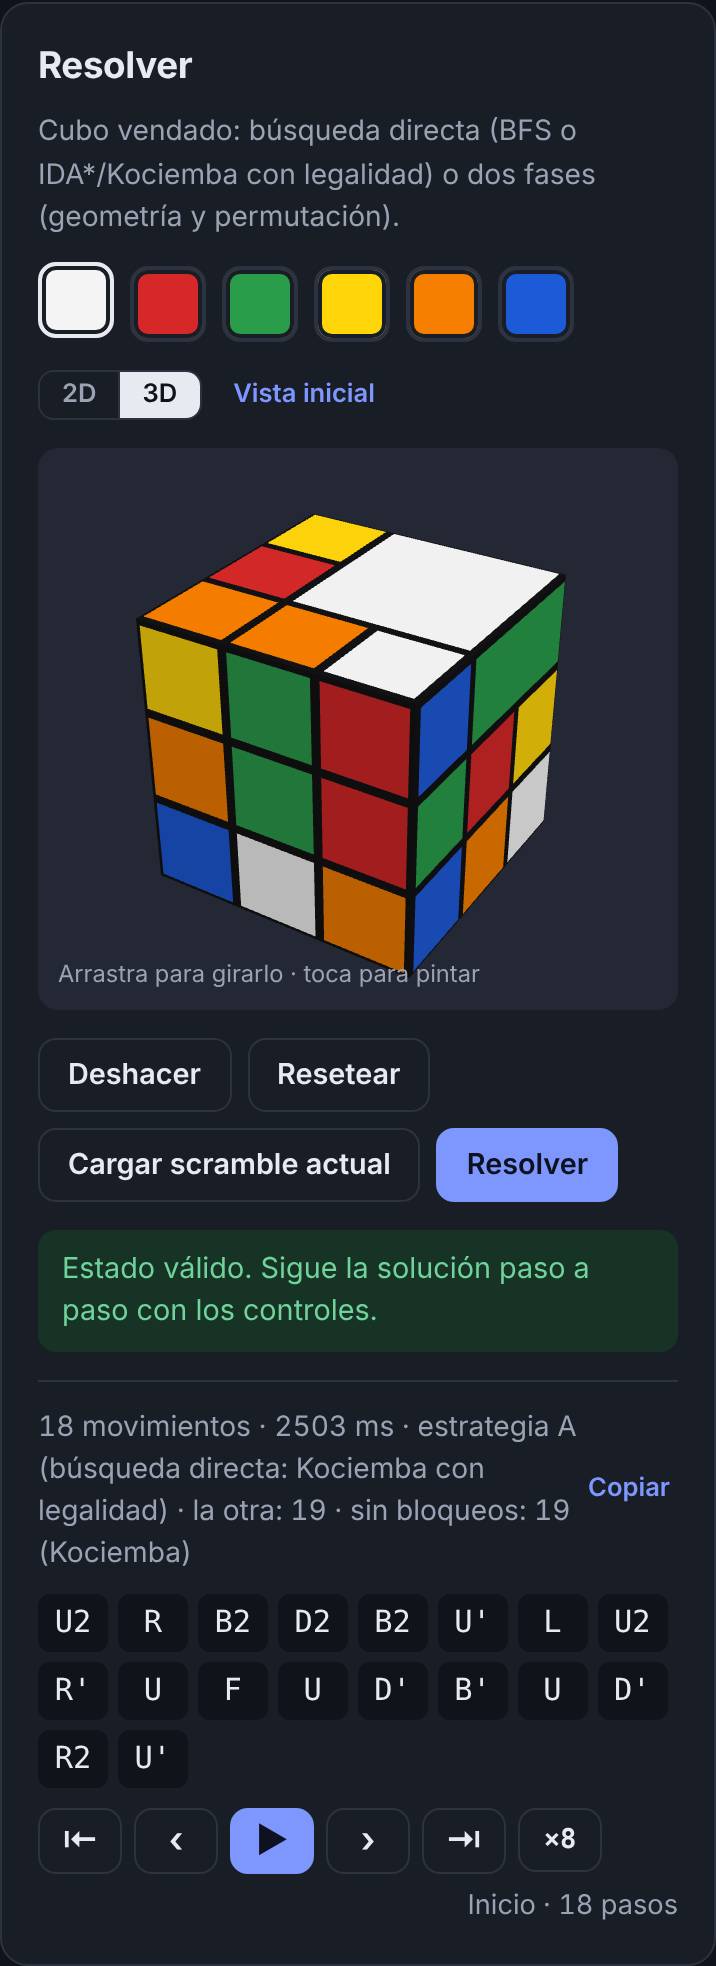 Resolver
Cubo vendado: búsqueda directa (BFS o
IDA*/Kociemba con legalidad) o dos fases
(geometría y permutación).
2D 3D Vista inicial
Arrastra para girarlo · toca para pintar
Deshacer Resetear
Cargar scramble actual Resolver
Estado válido. Sigue la solución paso a
paso con los controles.
18 movimientos · 2503 ms · estrategia A
(búsqueda directa: Kociemba con
legalidad) · la otra: 19 · sin bloqueos: 19
(Kociemba)
Copiar
U2 R B2 D2 B2 U' L U2
R' U F U D' B' U D'
R2 U'
×8
Inicio · 18 pasos